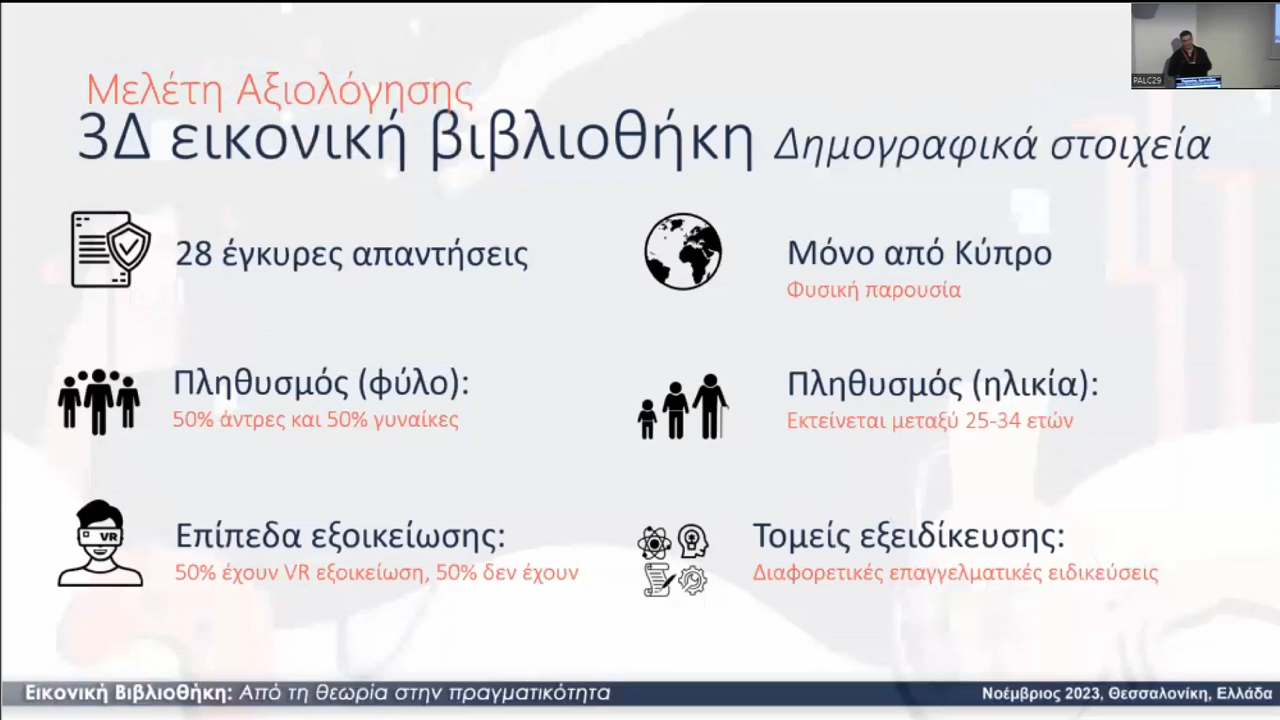 Μελέτη Αξιολόγησης
3Δ εικονική βιβλιοθήκη Δημογραφικά στοιχεία
28 έγκυρες απαντήσεις
Μόνο από Κύπρο
Φυσική παρουσία
Πληθυσμός (φύλο):
50% άντρες και 50% γυναίκες
Πληθυσμός (ηλικία):
Εκτείνεται μεταξύ 25-34 ετών
VR
Επίπεδα εξοικείωσης:
50% έχουν VR εξοικείωση, 50% δεν έχουν
Τομείς εξειδίκευσης:
Διαφορετικές επαγγελματικές ειδικεύσεις
Εικονική Βιβλιοθήκη: Από τη θεωρία στην πραγματικότητα
Νοέμβριος 2023, Θεσσαλονίκη, Ελλάδα
PALC29